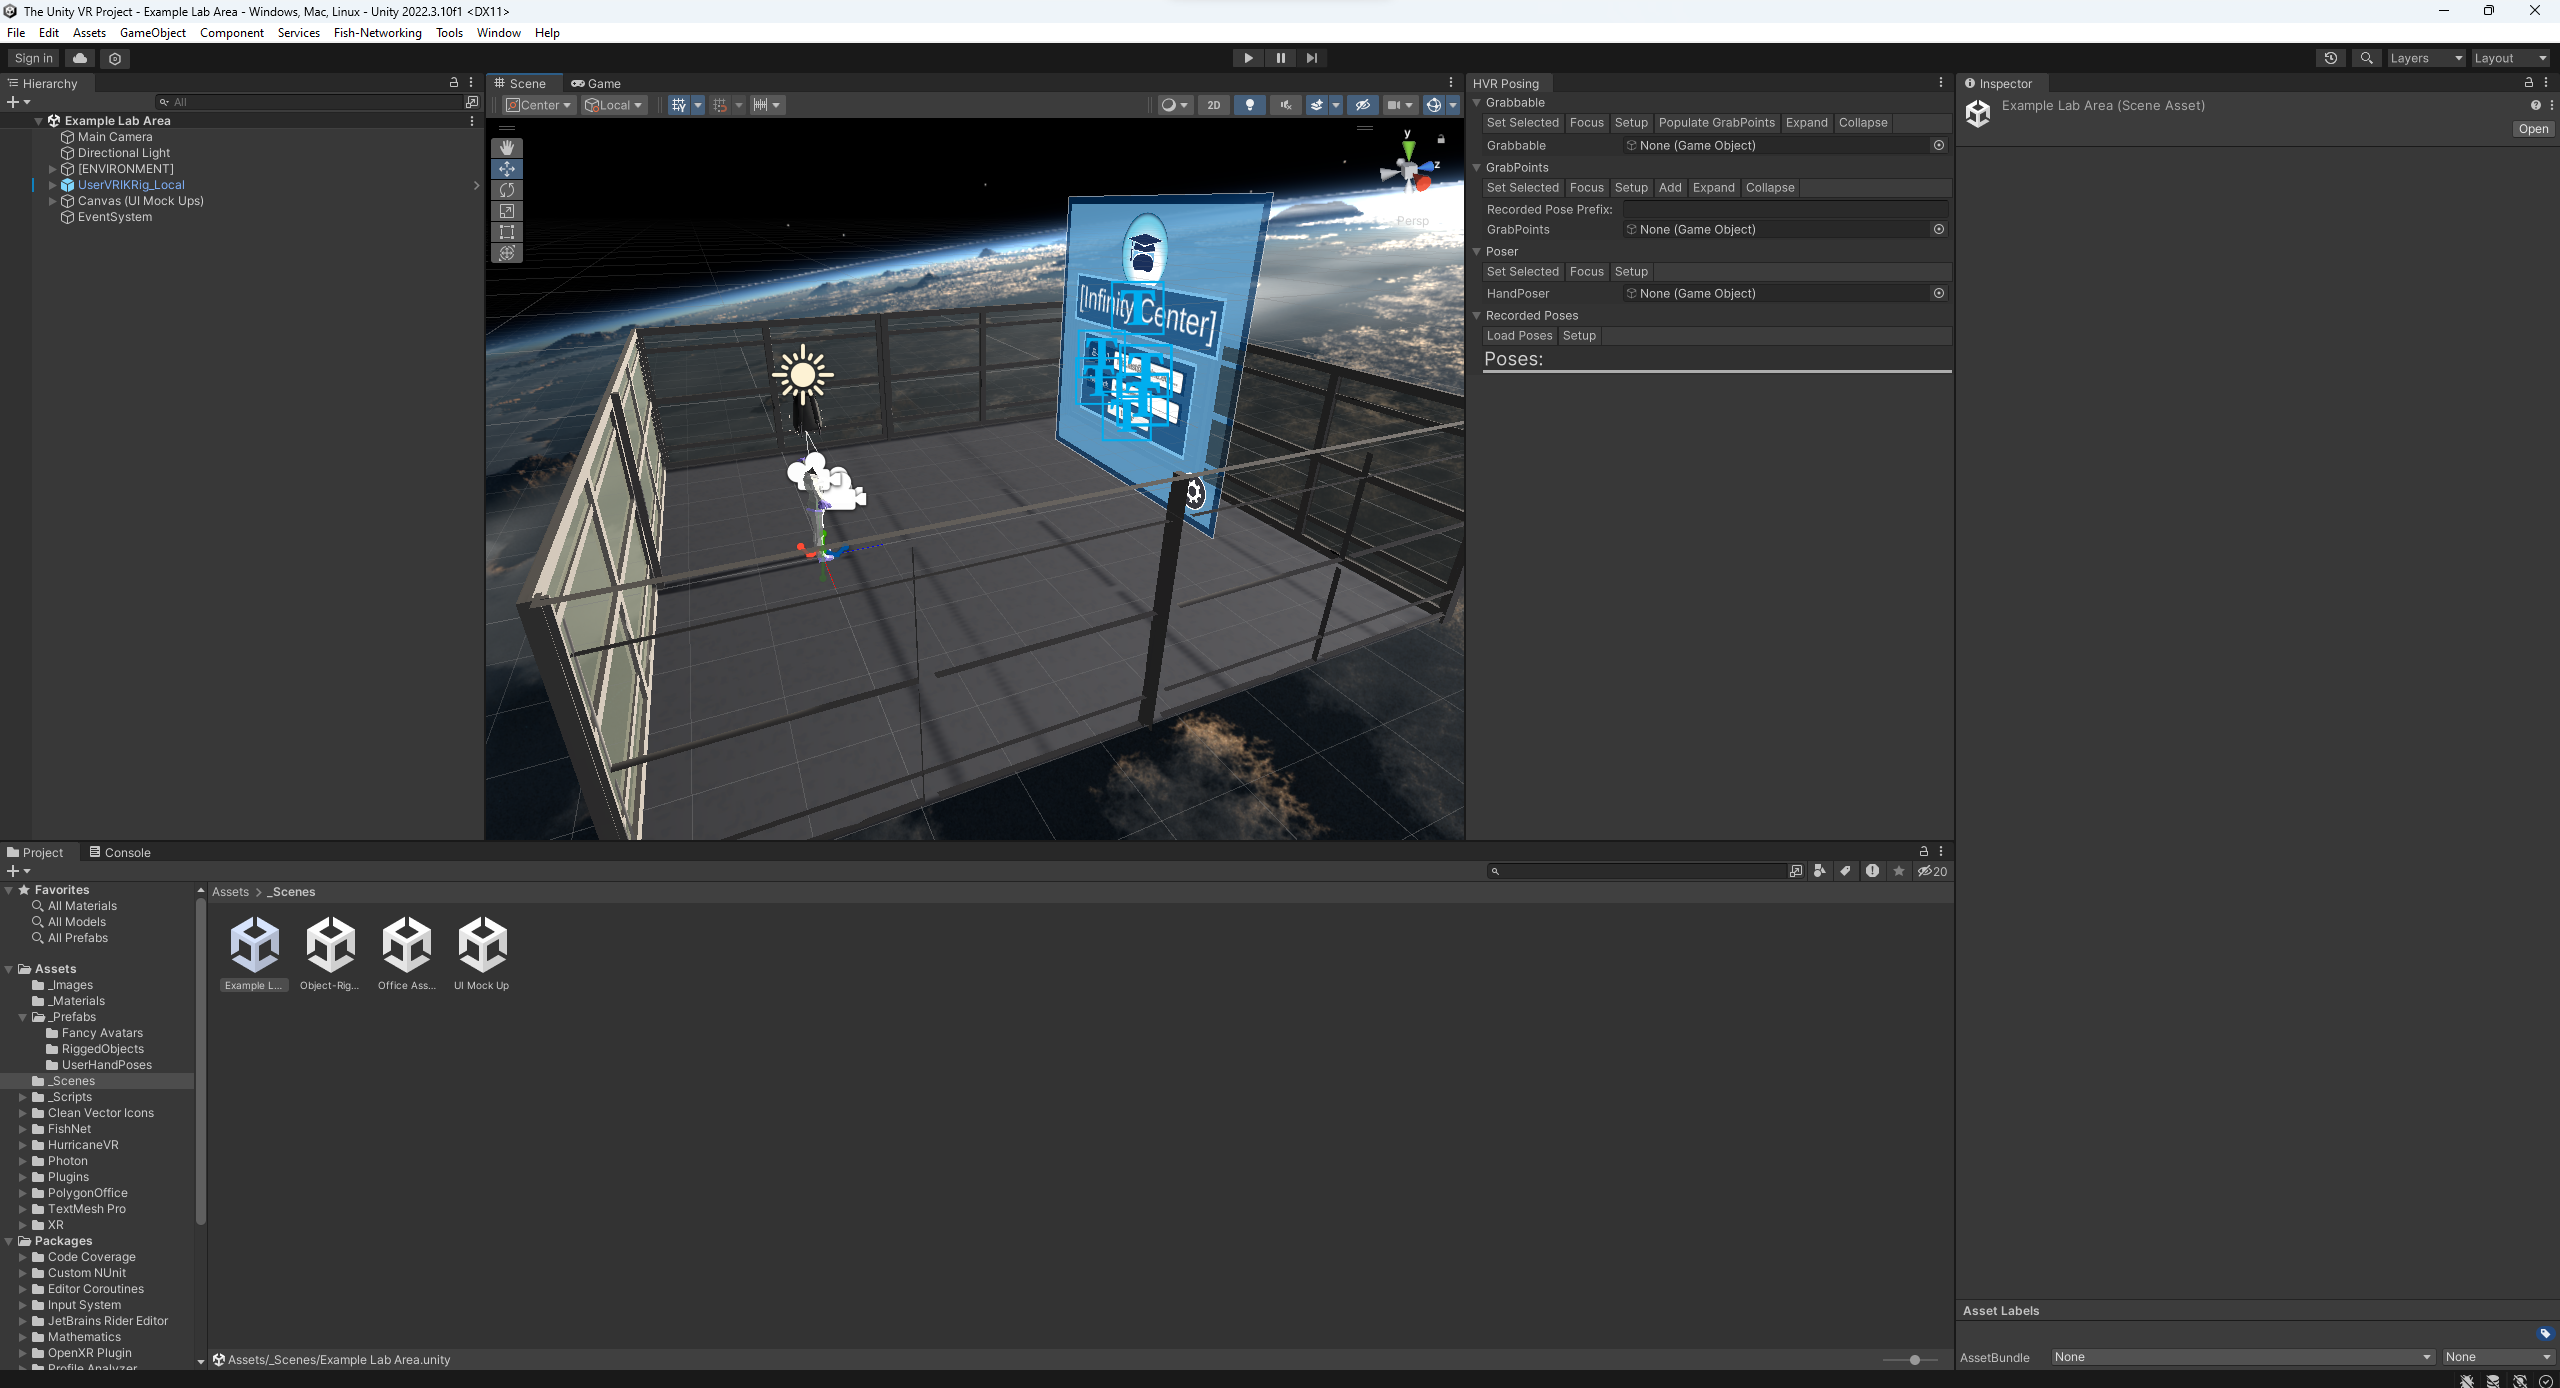 The Unity VR Project - Example Lab Area - Windows, Mac, Linux - Unity 2022.3.10f1 <DX11>
File Edit Assets GameObject Component Services Fish-Networking Tools Window Help
Sign in
Layers
Layout
Hierarchy
All
Example Lab Area
Main Camera
Directional Light
[ENVIRONMENT]
UserVRIKRig_Local
Canvas (UI Mock Ups)
EventSystem
Scene
Game
Center
Local
2D
y
z
Persp
[Infinity Center]
HVR Posing
Grabbable
Set Selected Focus Setup Populate GrabPoints Expand Collapse
Grabbable None (Game Object)
GrabPoints
Set Selected Focus Setup Add Expand Collapse
Recorded Pose Prefix:
GrabPoints None (Game Object)
Poser
Set Selected Focus Setup
HandPoser None (Game Object)
Recorded Poses
Load Poses Setup
Poses:
Inspector
Example Lab Area (Scene Asset)
Open
Project
Console
20
Favorites
All Materials
All Models
All Prefabs
Assets
_Images
_Materials
_Prefabs
Fancy Avatars
RiggedObjects
UserHandPoses
_Scenes
_Scripts
Clean Vector Icons
FishNet
HurricaneVR
Photon
Plugins
PolygonOffice
TextMesh Pro
XR
Packages
Code Coverage
Custom NUnit
Editor Coroutines
Input System
JetBrains Rider Editor
Mathematics
OpenXR Plugin
Profile Analyzer
Assets > _Scenes
Example L...
Object-Rig...
Office Ass...
UI Mock Up
Assets/_Scenes/Example Lab Area.unity
Asset Labels
AssetBundle None None